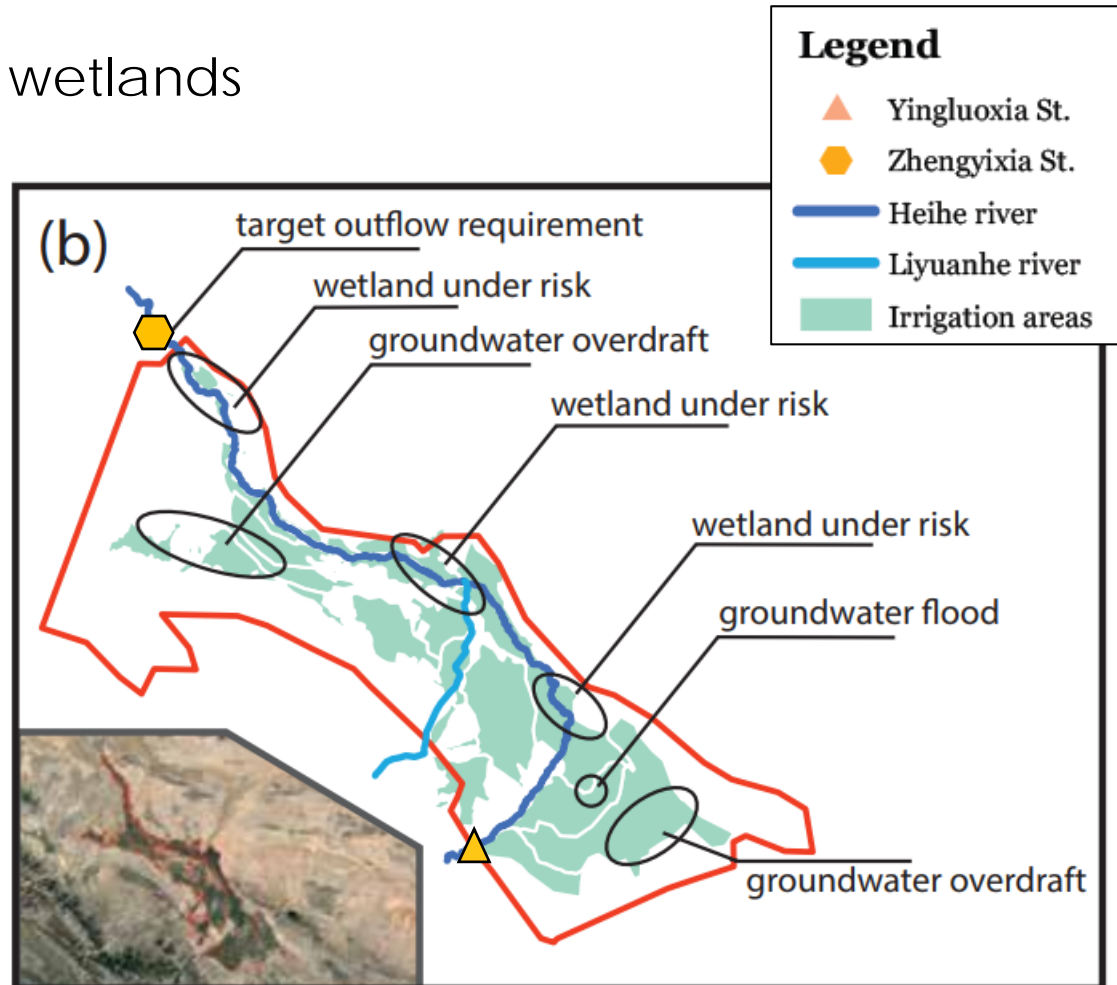 wetlands
Legend
Yingluoxia St.
Zhengyixia St.
Heihe river
Liyuanhe river
Irrigation areas
(b)
target outflow requirement
wetland under risk
groundwater overdraft
wetland under risk
wetland under risk
groundwater flood
groundwater overdraft